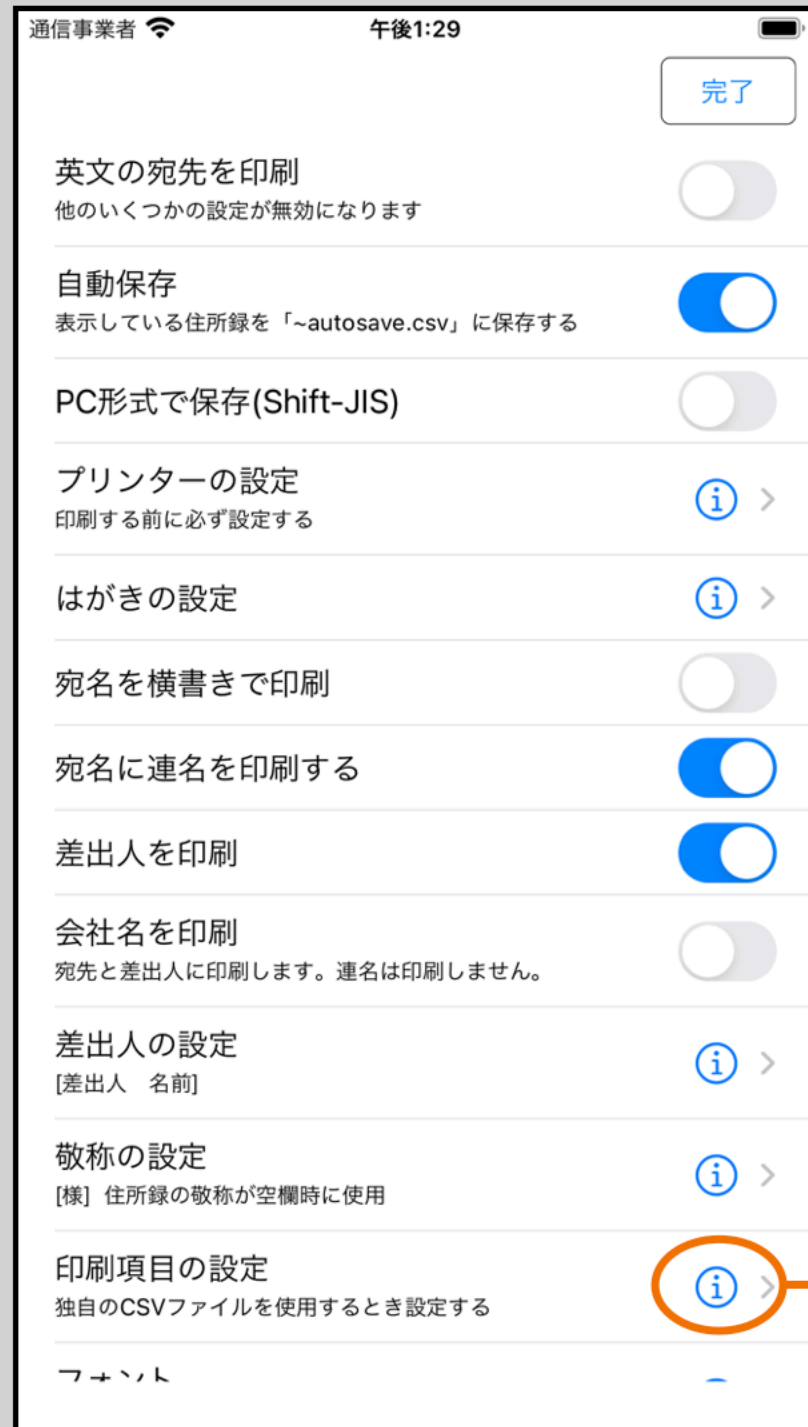 通信事業者 午後1:29
完了
英文の宛先を印刷
他のいくつかの設定が無効になります
自動保存
表示している住所録を「~autosave.csv」に保存する
PC形式で保存(Shift-JIS)
プリンターの設定
印刷する前に必ず設定する
はがきの設定
宛名を横書きで印刷
宛名に連名を印刷する
差出人を印刷
会社名を印刷
宛先と差出人に印刷します。連名は印刷しません。
差出人の設定
[差出人　名前]
敬称の設定
[様] 住所録の敬称が空欄時に使用
印刷項目の設定
独自のCSVファイルを使用するとき設定する
フォント